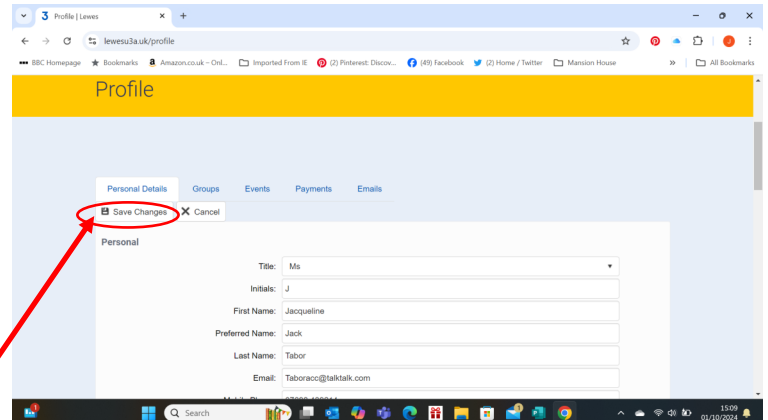 3 Profile | Lewes
lewesu3a.uk/profile
BBC Homepage Bookmarks Amazon.co.uk – Onl... Imported From IE (2) Pinterest: Discov... (49) Facebook (2) Home / Twitter Mansion House » All Bookmarks
Profile
Personal Details Groups Events Payments Emails
Save Changes Cancel
Personal
Title: Ms
Initials: J
First Name: Jacqueline
Preferred Name: Jack
Last Name: Tabor
Email: Taboracc@talktalk.com
Search
15:09
01/10/2024